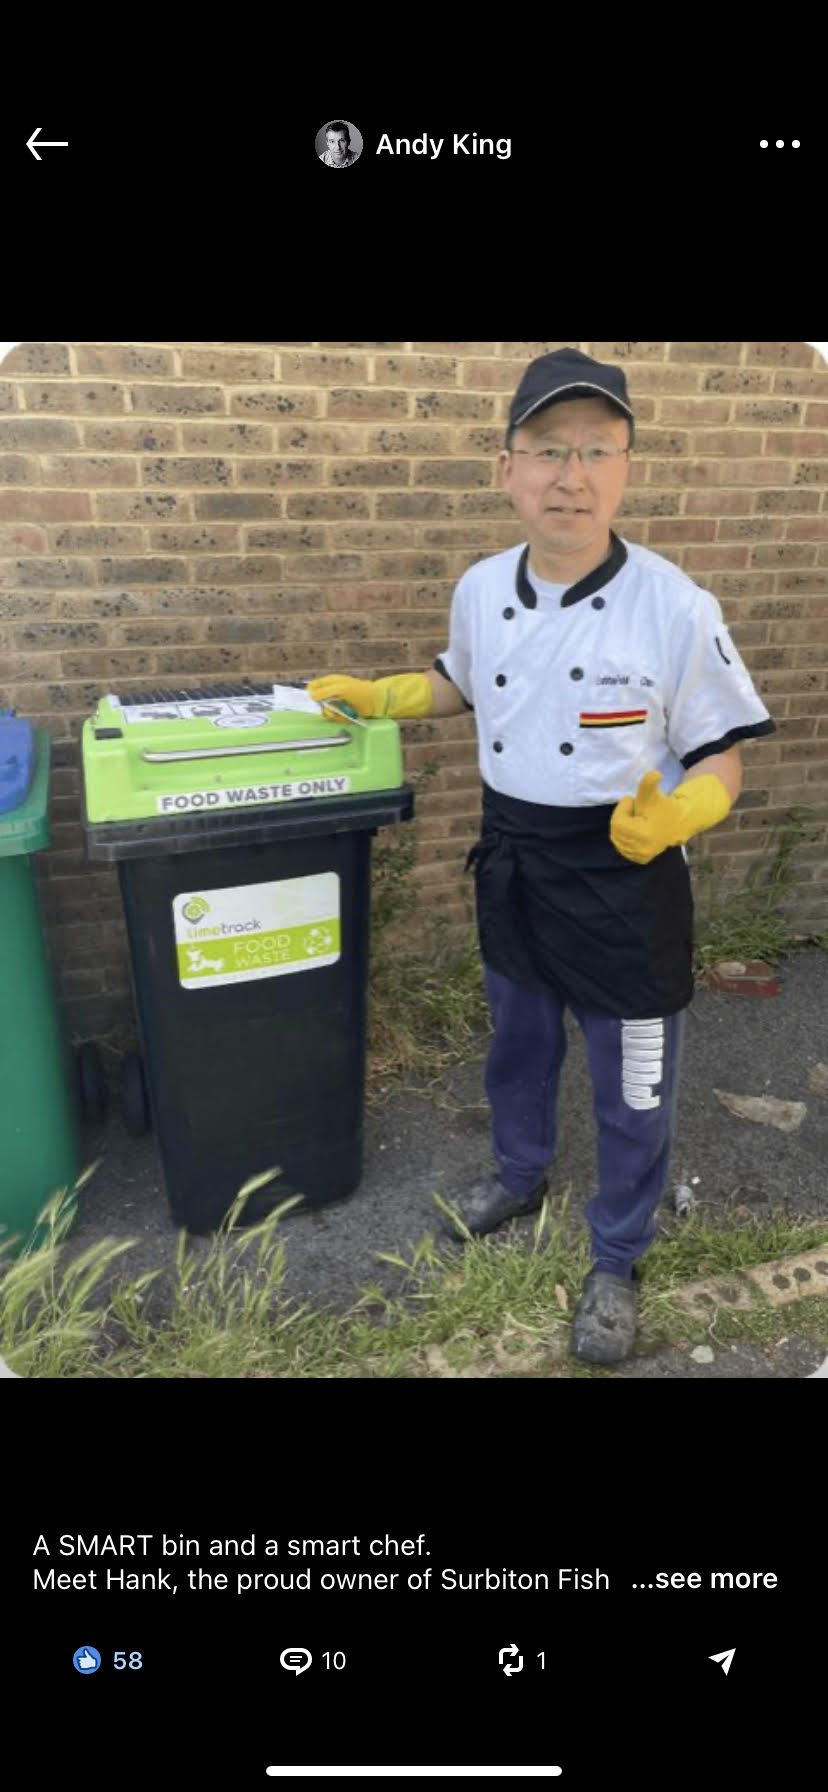 Andy King
FOOD WASTE ONLY
limetrack
FOOD
WASTE
PUMA
A SMART bin and a smart chef.
Meet Hank, the proud owner of Surbiton Fish ...see more
58
10
1